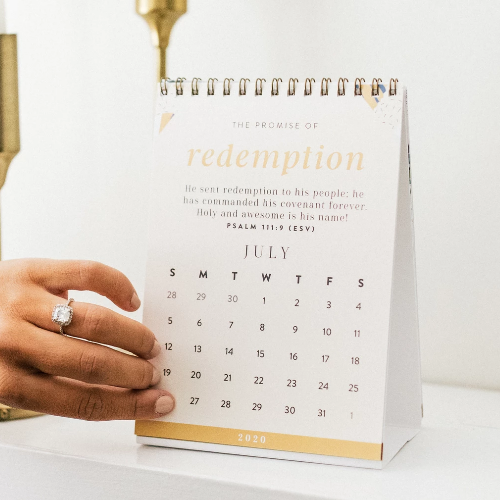 THE PROMISE OF
redemption
He sent redemption to his people; he
has commanded his covenant forever.
Holy and awesome is his name!
PSALM 111:9 (ESV)
JULY
S M T W T F S
28 29 30 1 2 3 4
5 6 7 8 9 10 11
12 13 14 15 16 17 18
19 20 21 22 23 24 25
27 28 29 30 31 1
2020